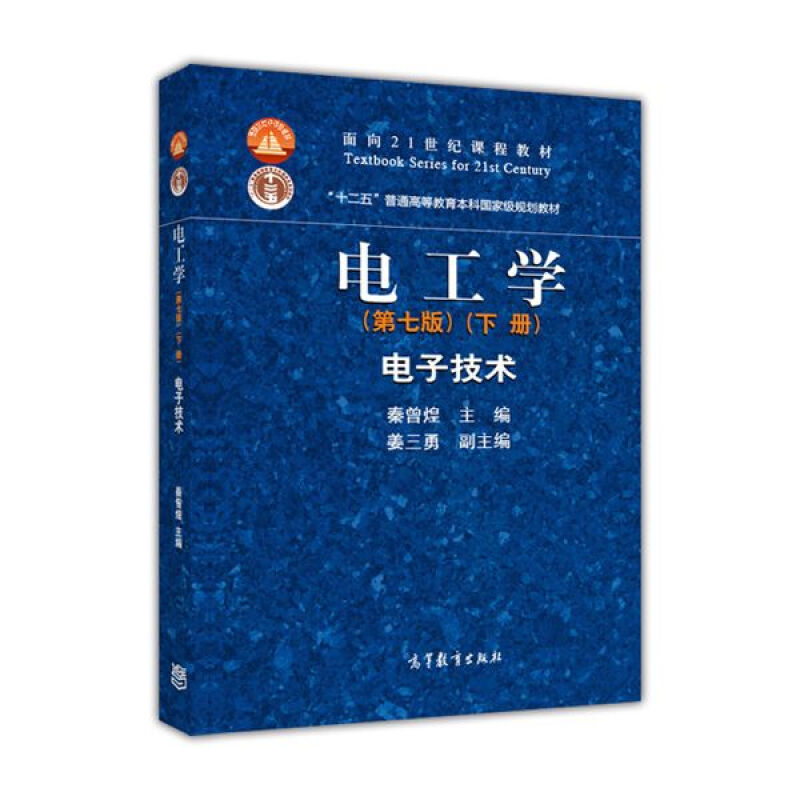 面向21世纪课程教材
Textbook Series for 21st Century
"十二五"普通高等教育本科国家级规划教材
电工学
(第七版)(下 册)
电子技术
秦曾煌 主 编
姜三勇 副主编
高等教育出版社
电工学
(第七版)(下 册)
电子技术
秦曾煌 主编